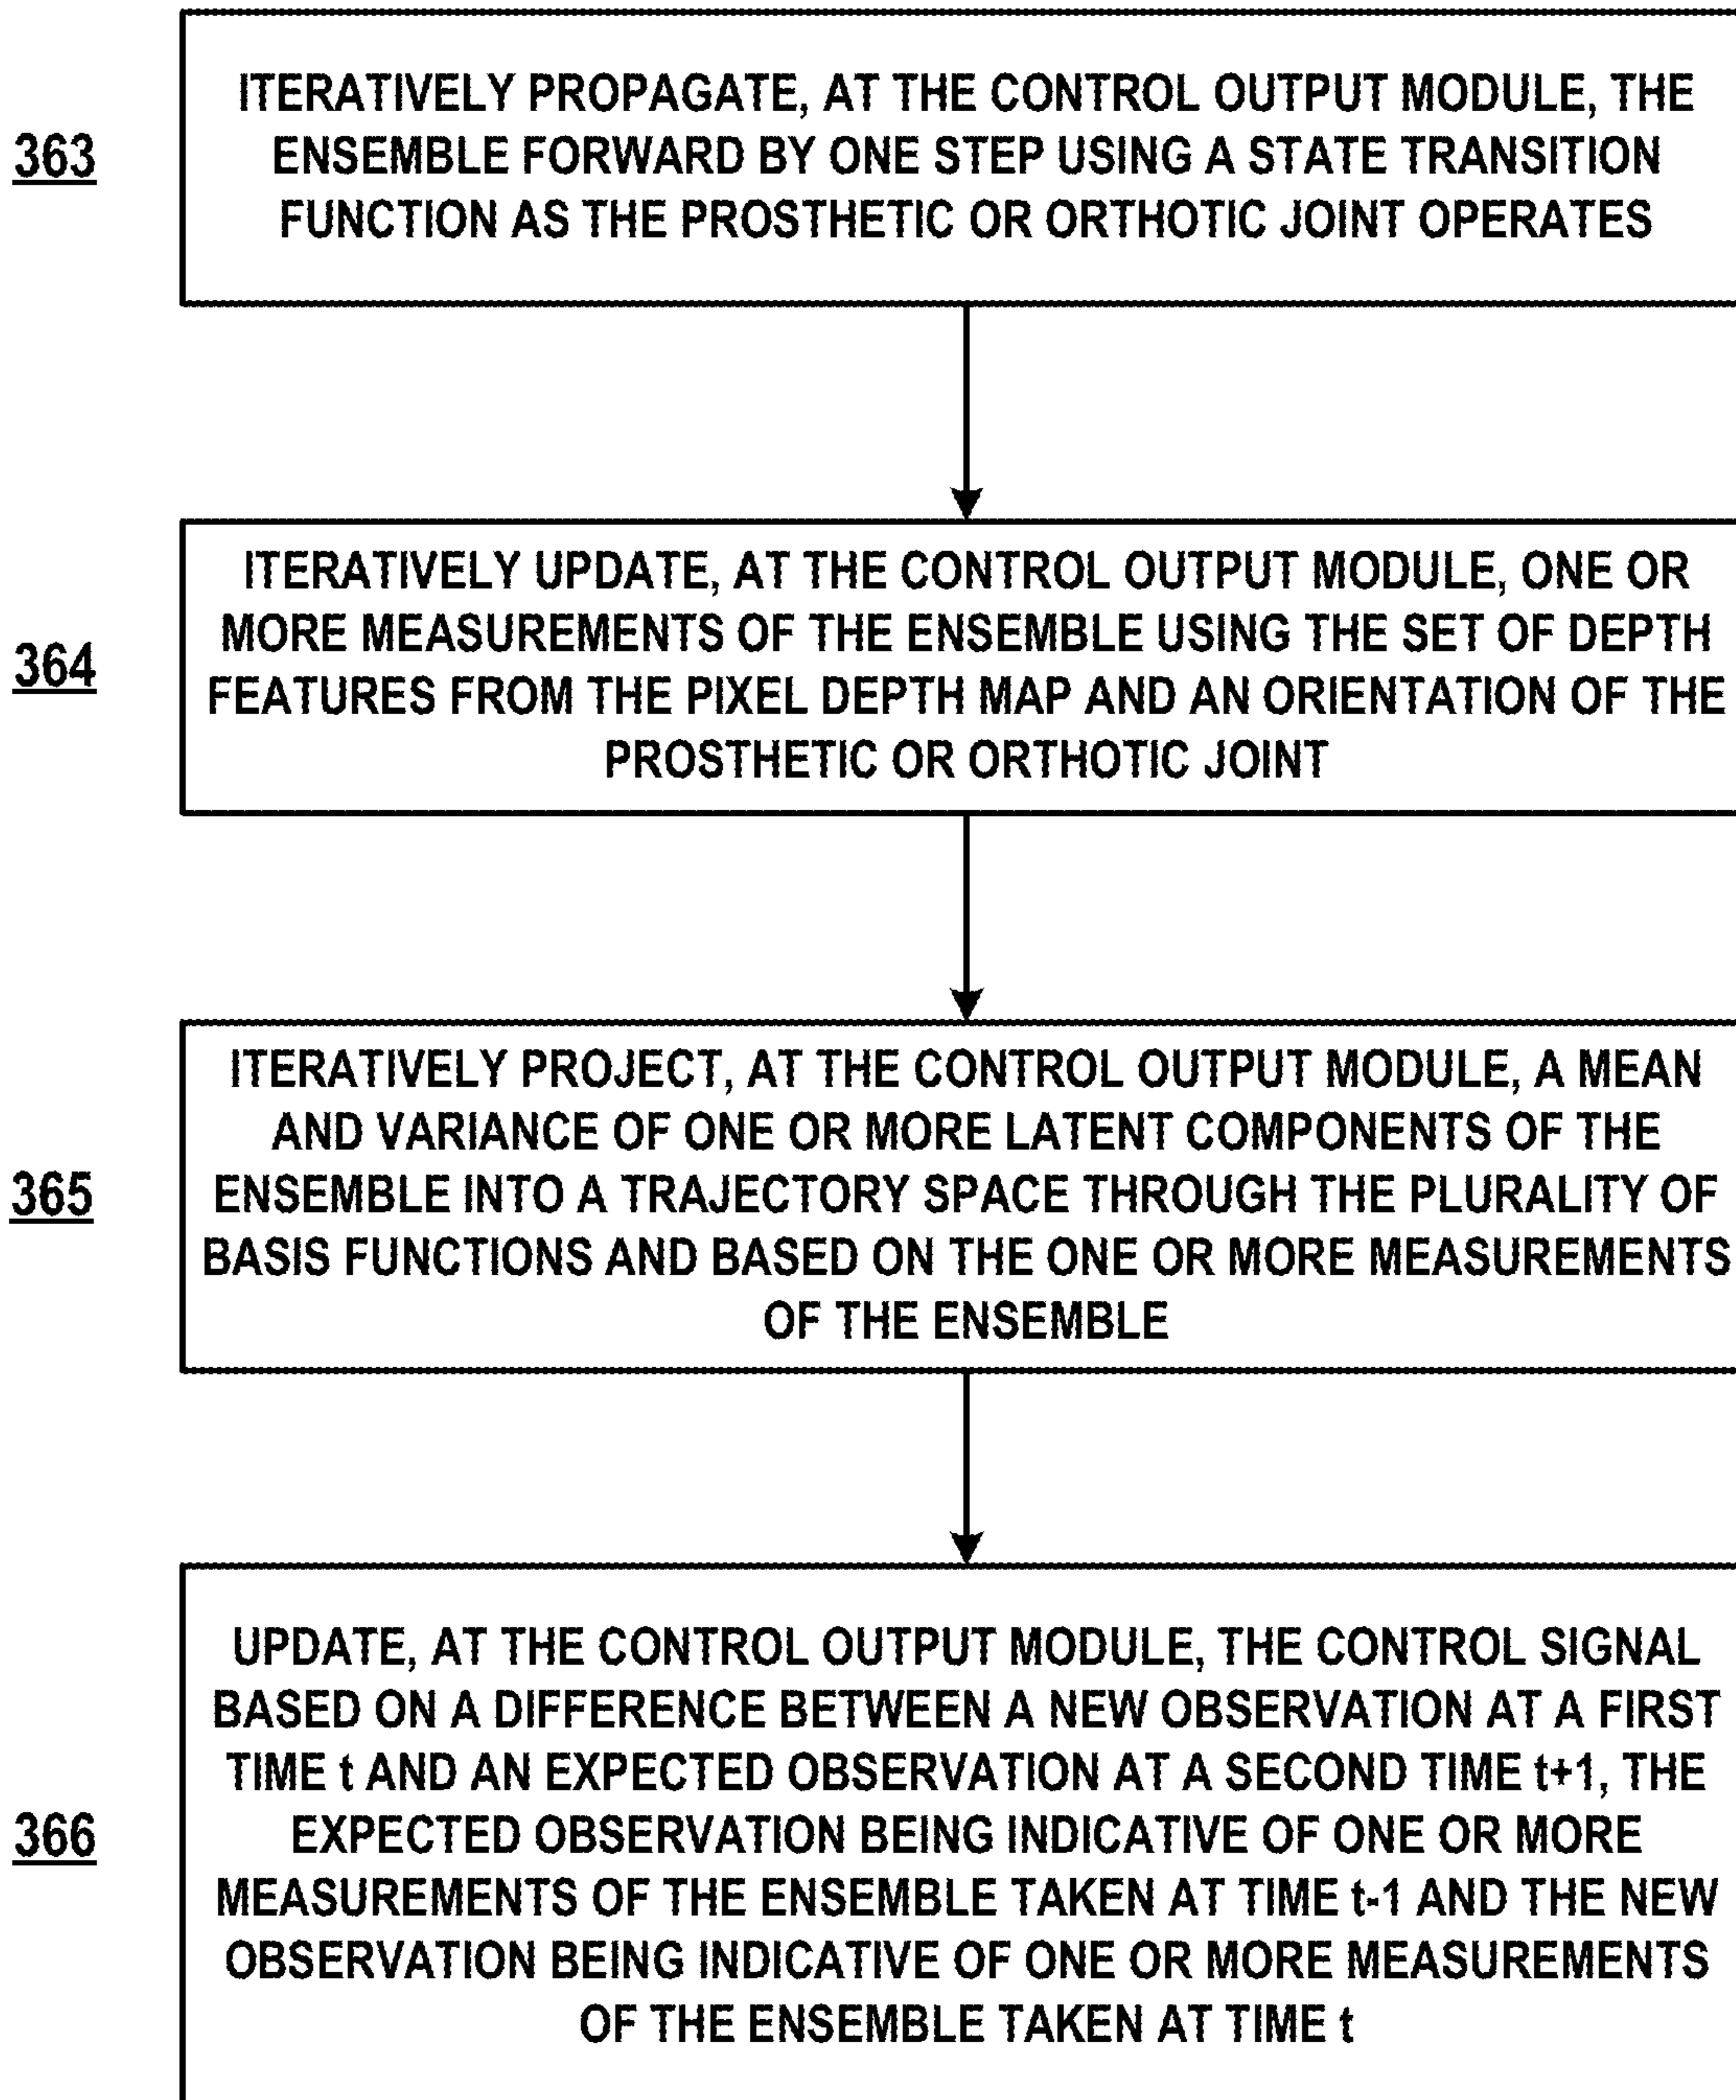 363
ITERATIVELY PROPAGATE, AT THE CONTROL OUTPUT MODULE, THE
ENSEMBLE FORWARD BY ONE STEP USING A STATE TRANSITION
FUNCTION AS THE PROSTHETIC OR ORTHOTIC JOINT OPERATES
364
ITERATIVELY UPDATE, AT THE CONTROL OUTPUT MODULE, ONE OR
MORE MEASUREMENTS OF THE ENSEMBLE USING THE SET OF DEPTH
FEATURES FROM THE PIXEL DEPTH MAP AND AN ORIENTATION OF THE
PROSTHETIC OR ORTHOTIC JOINT
365
ITERATIVELY PROJECT, AT THE CONTROL OUTPUT MODULE, A MEAN
AND VARIANCE OF ONE OR MORE LATENT COMPONENTS OF THE
ENSEMBLE INTO A TRAJECTORY SPACE THROUGH THE PLURALITY OF
BASIS FUNCTIONS AND BASED ON THE ONE OR MORE MEASUREMENTS
OF THE ENSEMBLE
366
UPDATE, AT THE CONTROL OUTPUT MODULE, THE CONTROL SIGNAL
BASED ON A DIFFERENCE BETWEEN A NEW OBSERVATION AT A FIRST
TIME t AND AN EXPECTED OBSERVATION AT A SECOND TIME t+1, THE
EXPECTED OBSERVATION BEING INDICATIVE OF ONE OR MORE
MEASUREMENTS OF THE ENSEMBLE TAKEN AT TIME t-1 AND THE NEW
OBSERVATION BEING INDICATIVE OF ONE OR MORE MEASUREMENTS
OF THE ENSEMBLE TAKEN AT TIME t